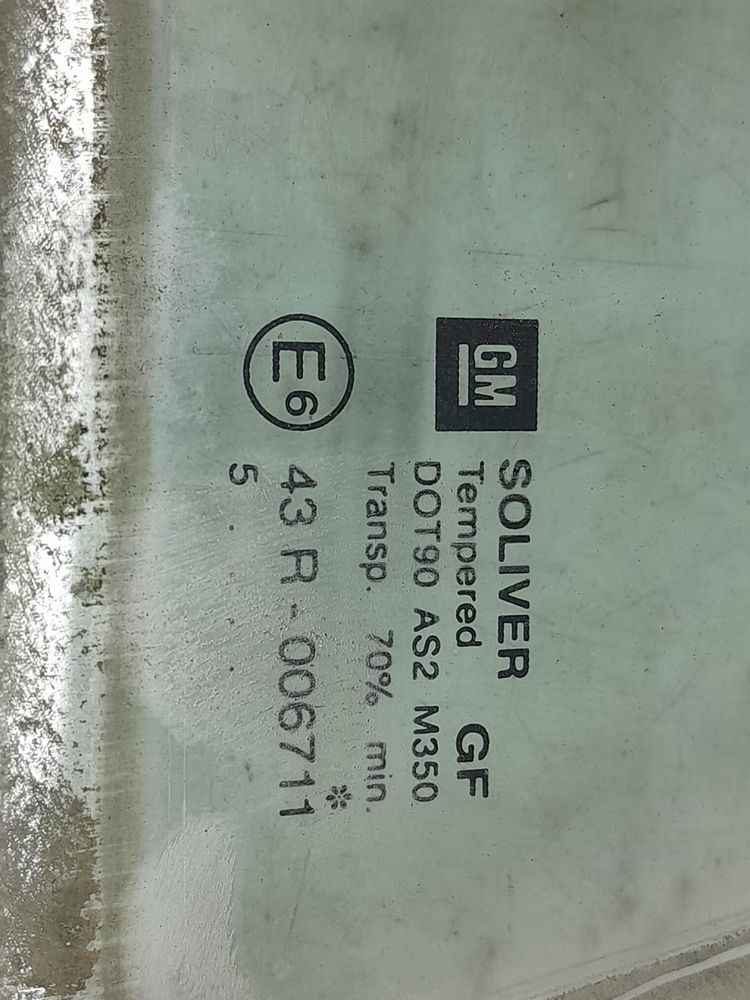 GM
SOLIVER
Tempered GF
DOT90 AS2 M350
Transp. 70% min.
*
E6 43 R - 006711
5 . .